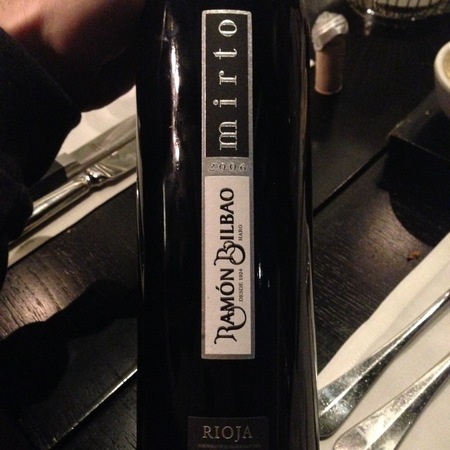 mirto
2006
RAMÓN BILBAO
HARO
DESDE 1924
RIOJA